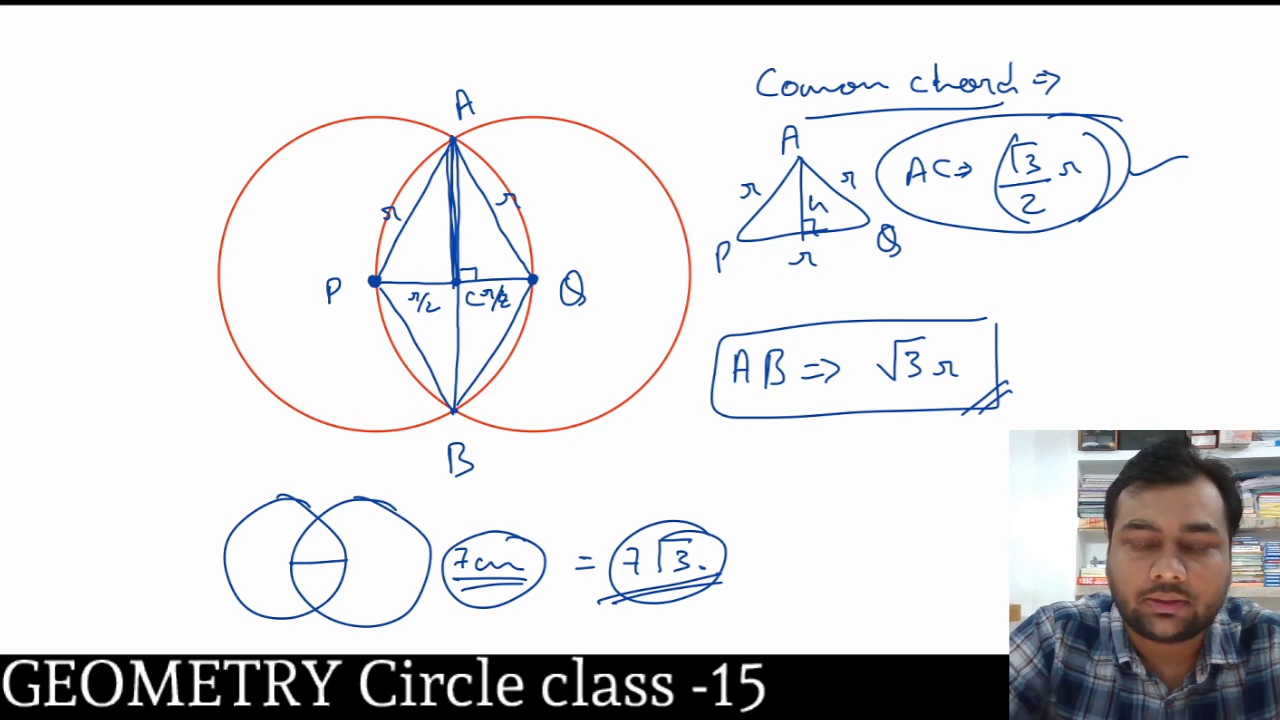 Comon chord ⇒
A
A
r
r
h
P
r
Q
AC⇒ √3/2 r
r
r
P
r/2
C
r/2
Q
AB ⇒ √3 r
B
7cm = 7√3.
GEOMETRY Circle class -15